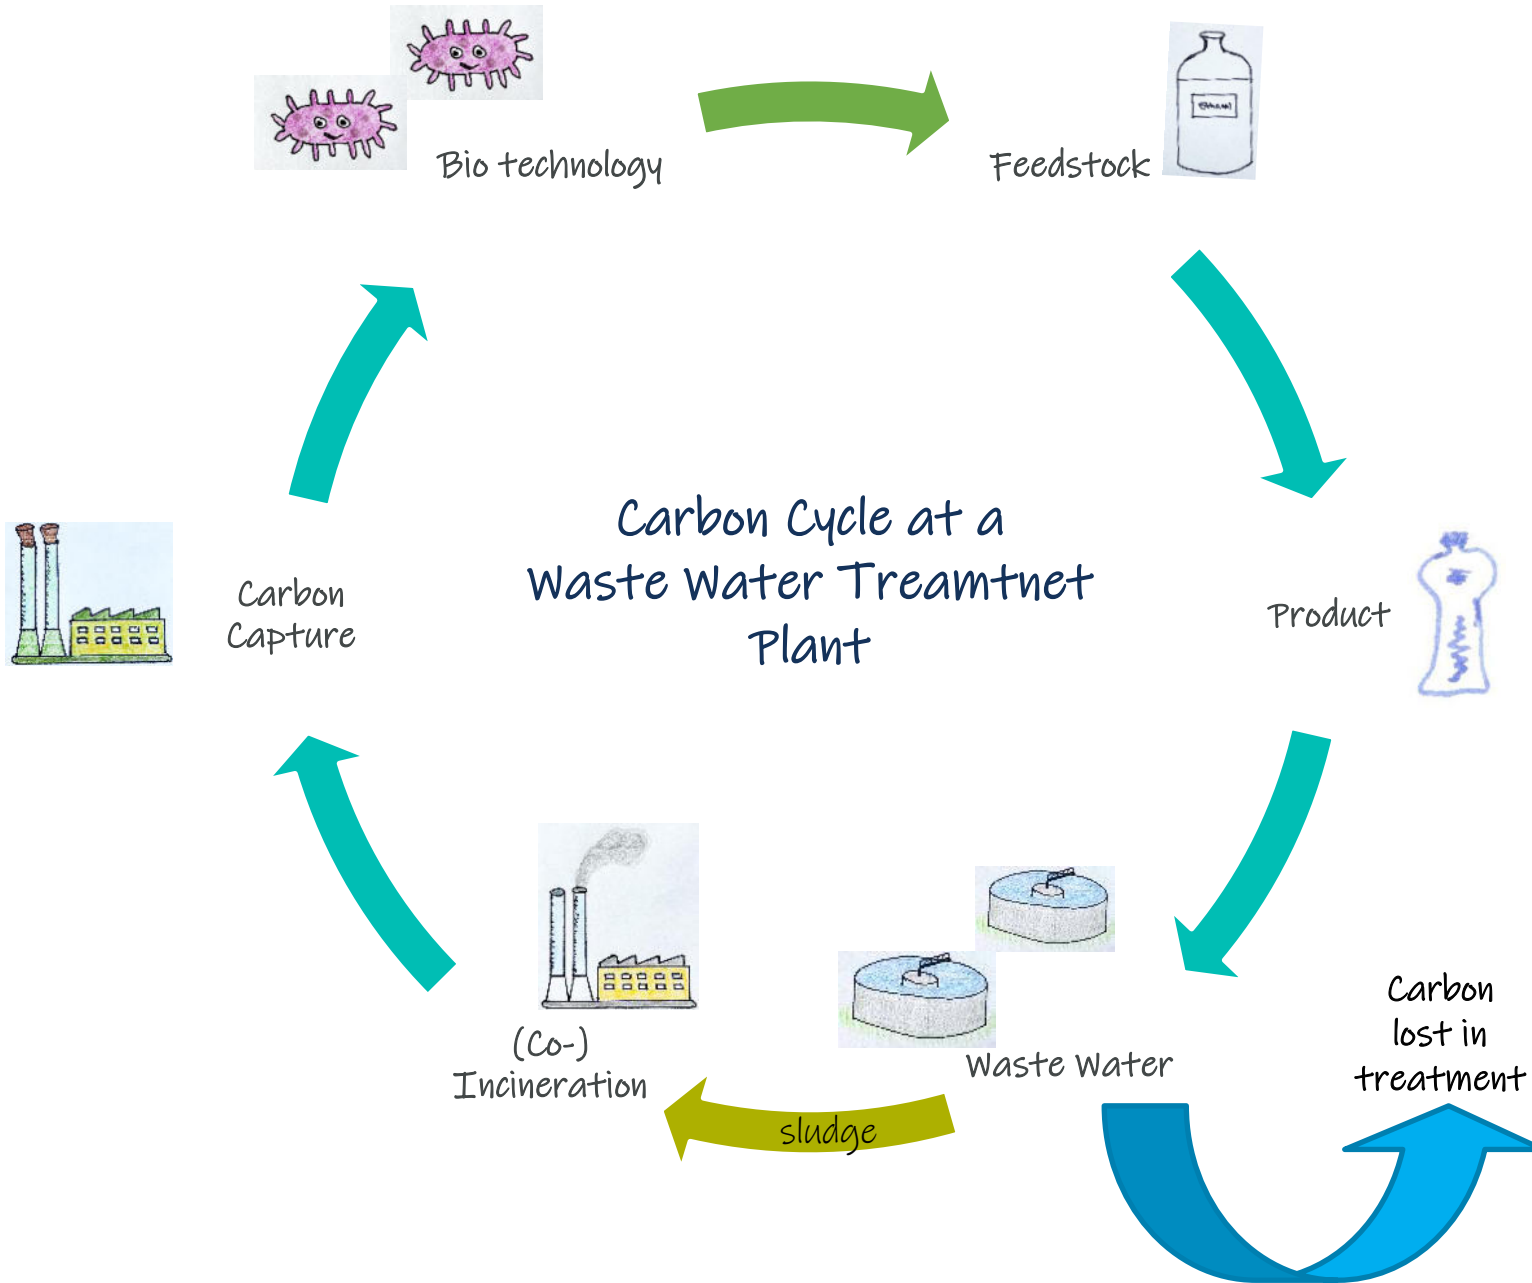 Bio technology
Feedstock
Carbon
Capture
Carbon Cycle at a
Waste Water Treamtnet
Plant
Product
(Co-)
Incineration
sludge
Waste Water
Carbon
lost in
treatment